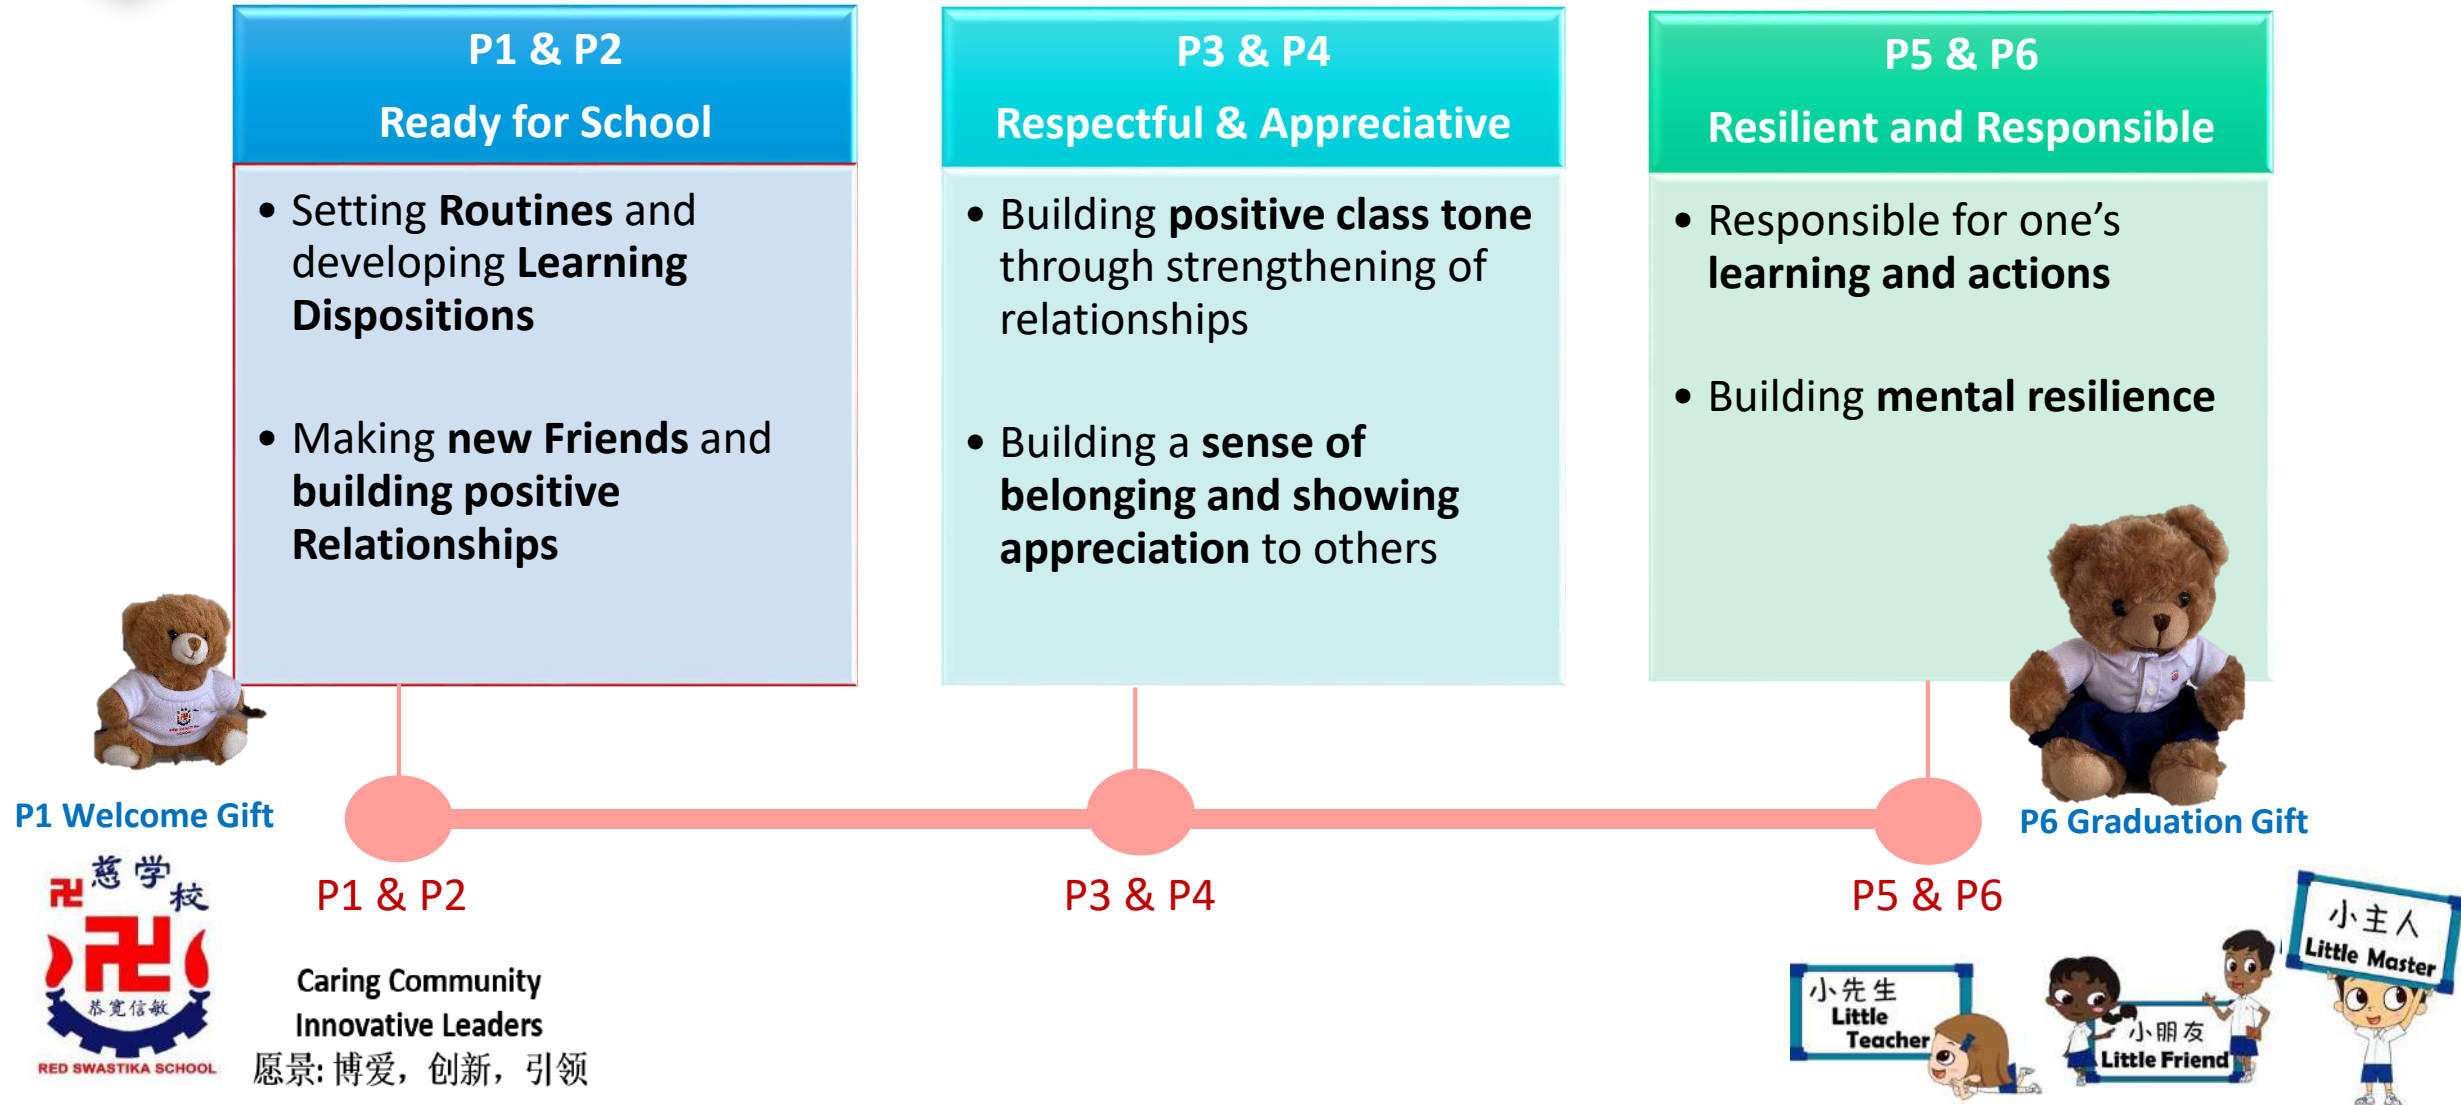 P1 & P2
Ready for School
• Setting Routines and
developing Learning
Dispositions
• Making new Friends and
building positive
Relationships
P3 & P4
Respectful & Appreciative
• Building positive class tone
through strengthening of
relationships
• Building a sense of
belonging and showing
appreciation to others
P5 & P6
Resilient and Responsible
• Responsible for one’s
learning and actions
• Building mental resilience
P1 Welcome Gift
P6 Graduation Gift
P1 & P2
P3 & P4
P5 & P6
卍慈学校
卍
恭宽信敏
RED SWASTIKA SCHOOL
Caring Community
Innovative Leaders
愿景: 博爱，创新，引领
小先生
Little
Teacher
小朋友
Little Friend
小主人
Little Master